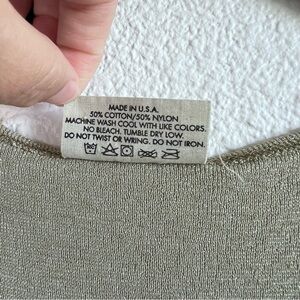 MADE IN U.S.A.
50% COTTON/50% NYLON
MACHINE WASH COOL WITH LIKE COLORS.
NO BLEACH. TUMBLE DRY LOW.
DO NOT TWIST OR WRING. DO NOT IRON.